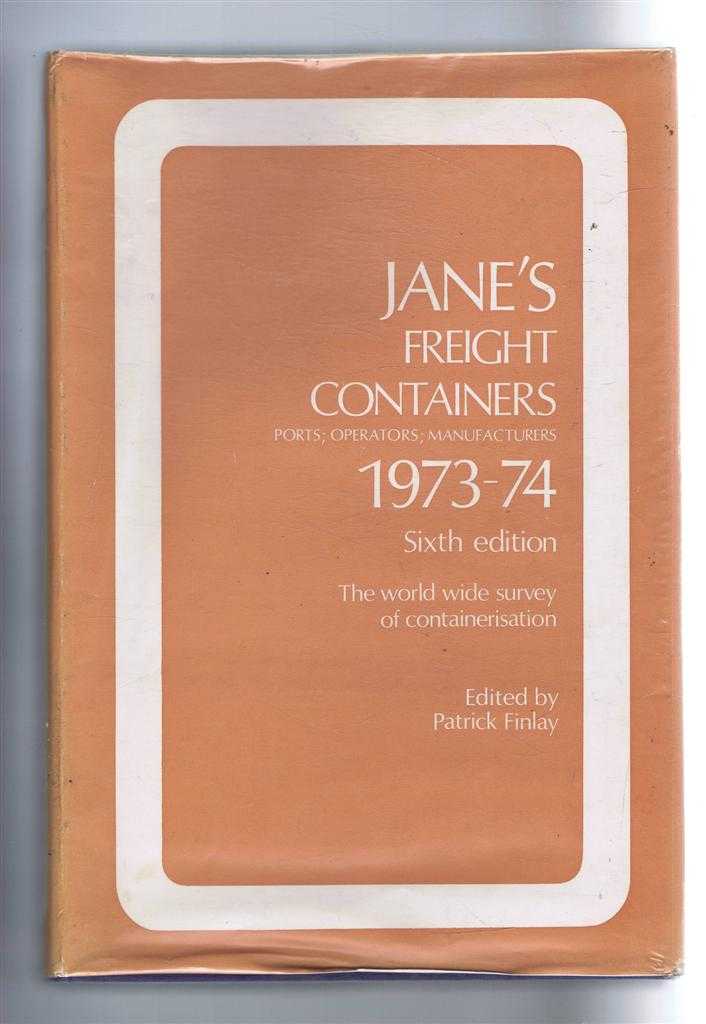 JANE'S
FREIGHT
CONTAINERS
PORTS; OPERATORS; MANUFACTURERS
1973-74
Sixth edition
The world wide survey
of containerisation
Edited by
Patrick Finlay